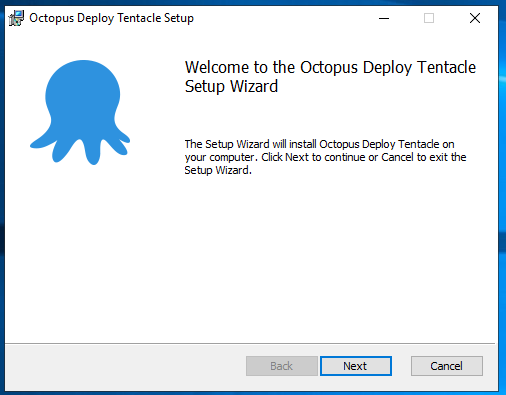 Octopus Deploy Tentacle Setup
Welcome to the Octopus Deploy Tentacle
Setup Wizard
The Setup Wizard will install Octopus Deploy Tentacle on
your computer. Click Next to continue or Cancel to exit the
Setup Wizard.
Back
Next
Cancel